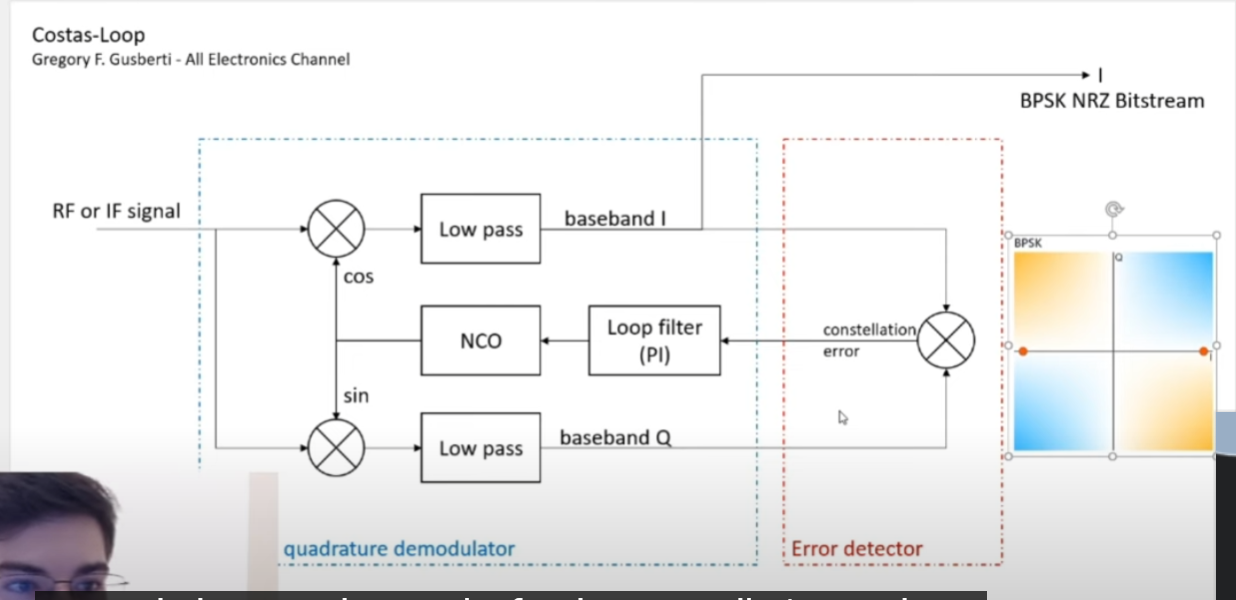 Costas-Loop
Gregory F. Gusberti - All Electronics Channel
I
BPSK NRZ Bitstream
RF or IF signal
Low pass
baseband I
cos
BPSK
Q
I
NCO
Loop filter
(PI)
constellation
error
sin
Low pass
baseband Q
quadrature demodulator
Error detector